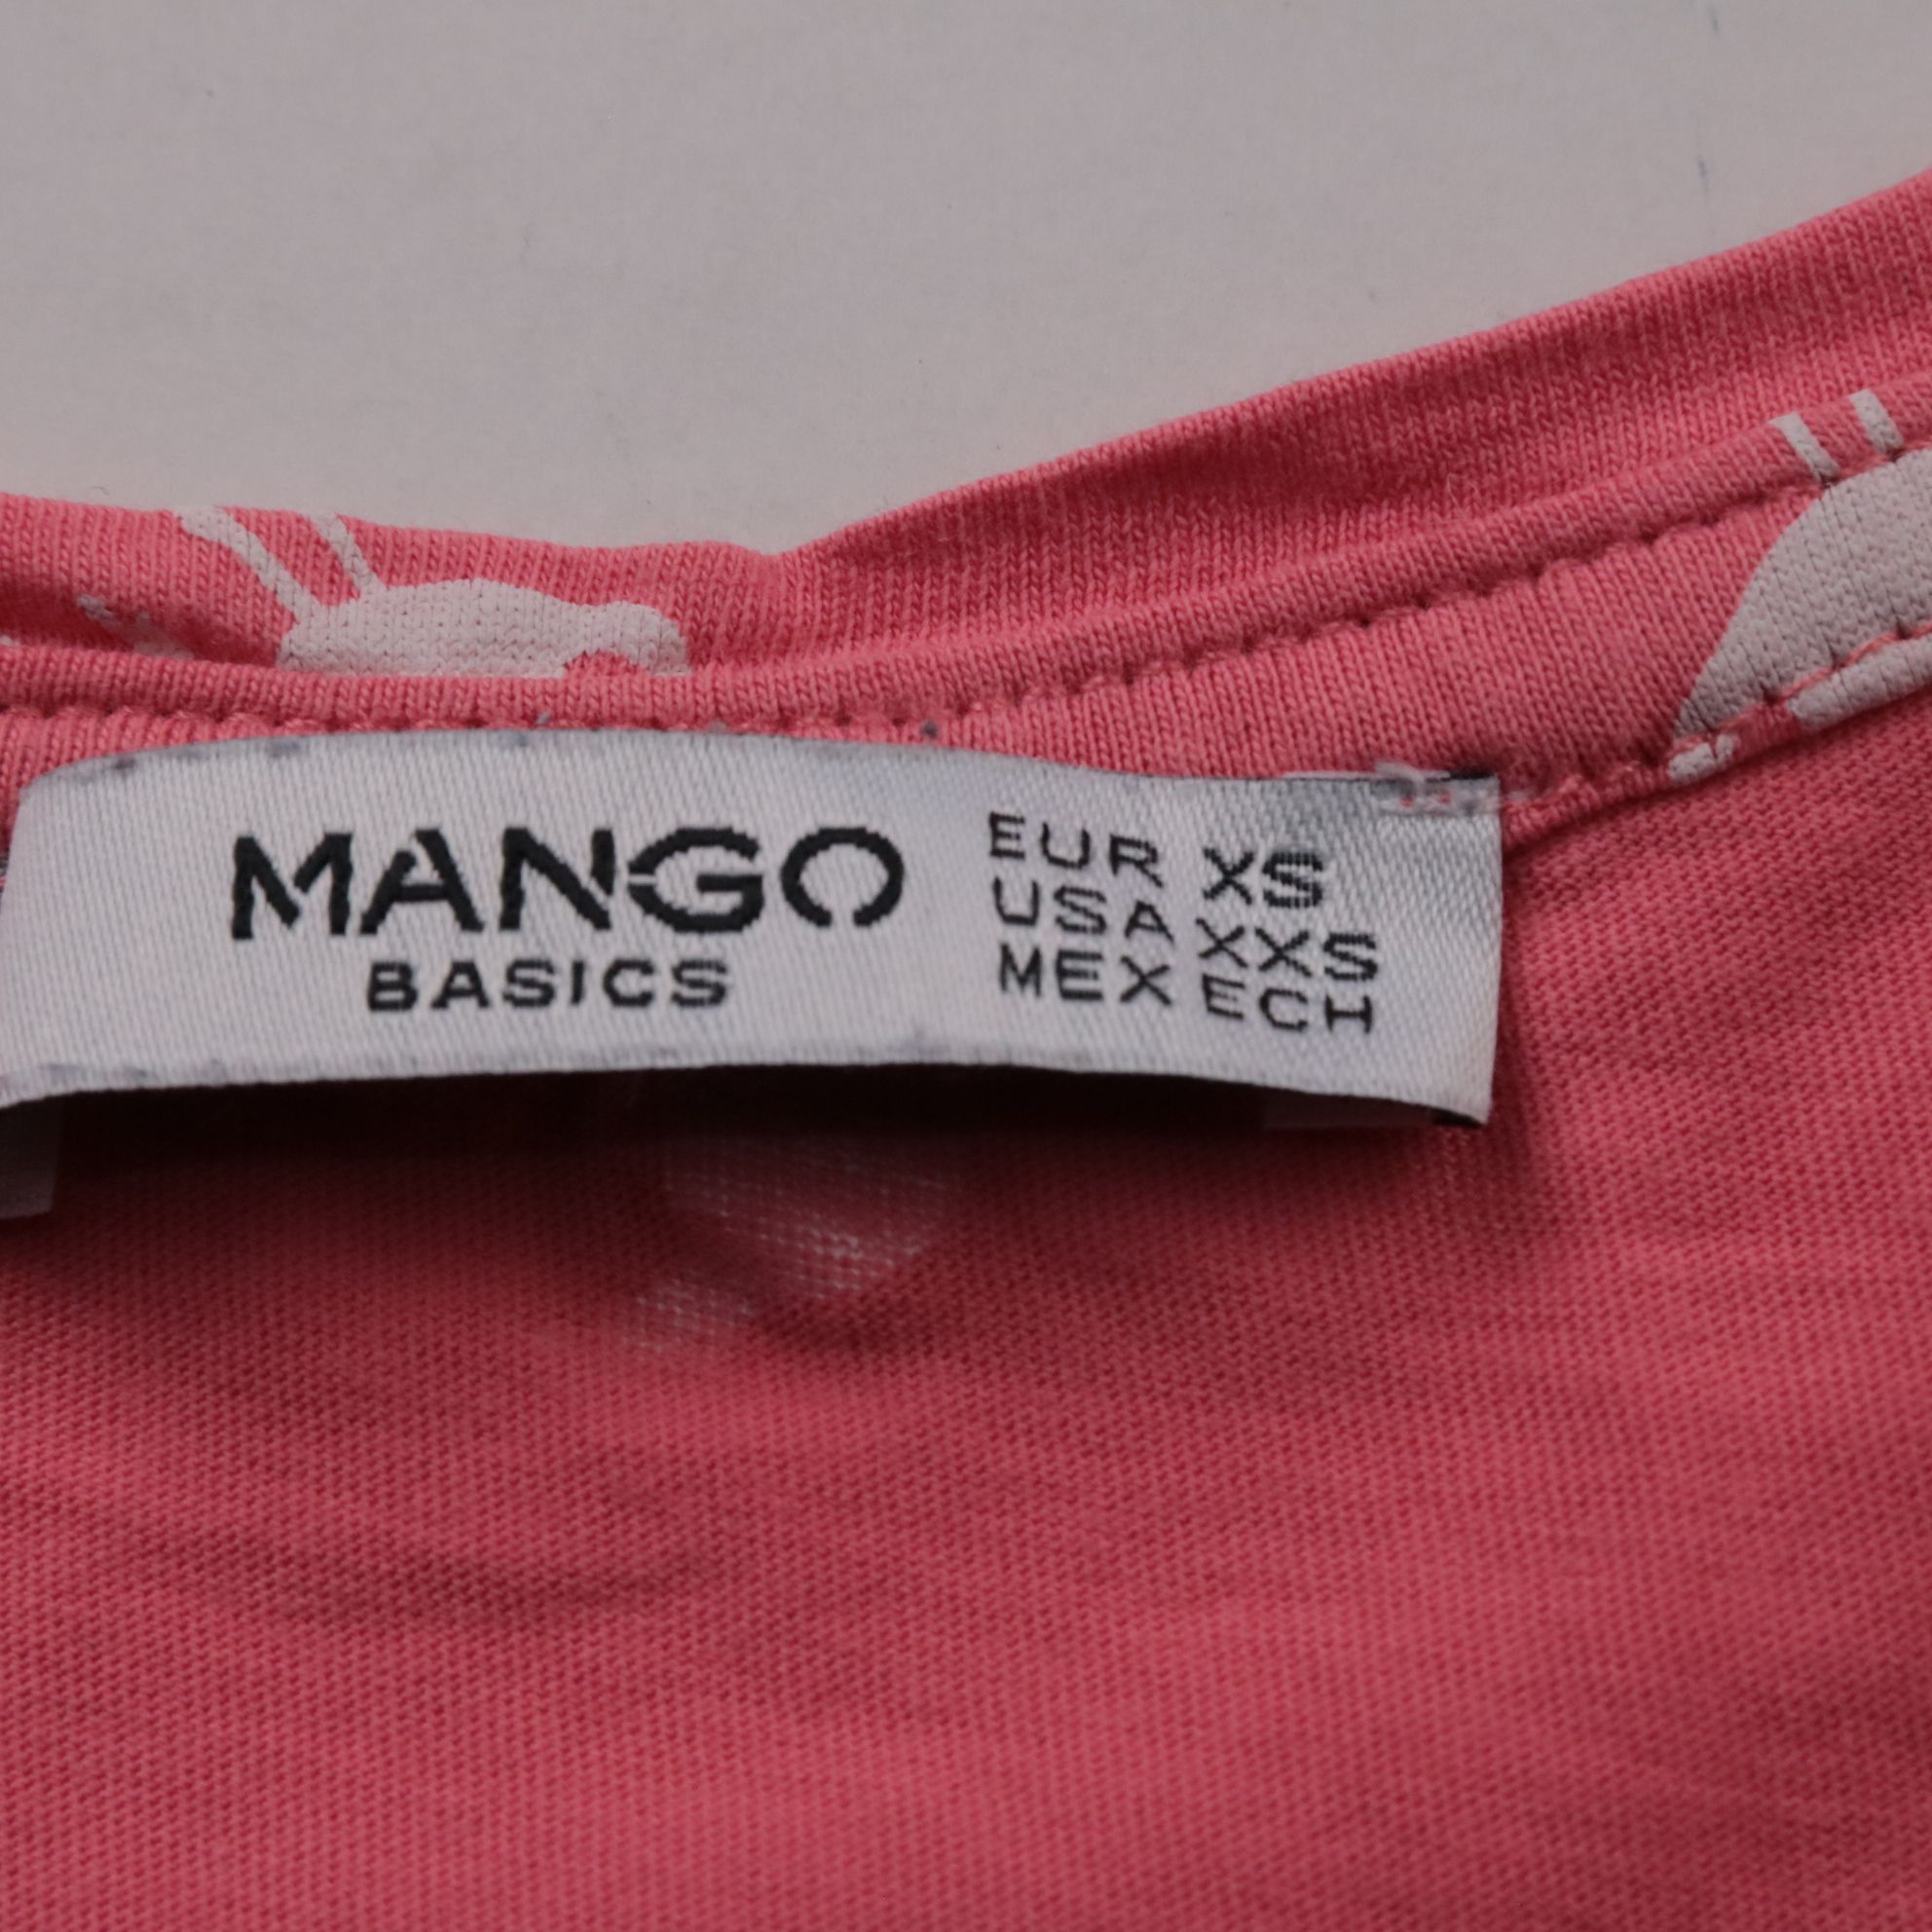 MANGO
BASICS
EUR XS
USA XXS
MEX ECH